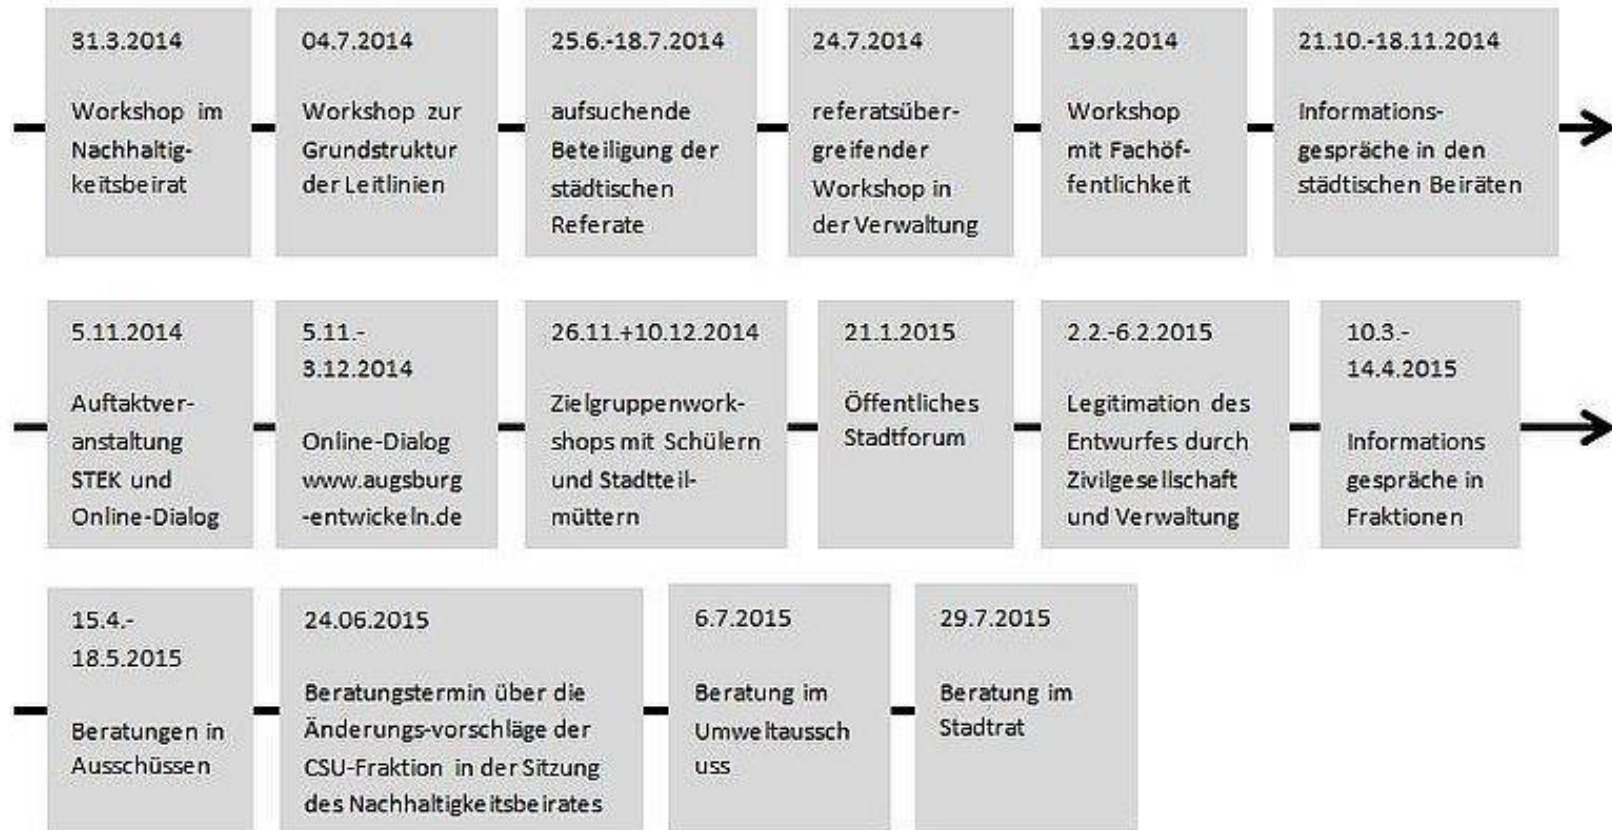 31.3.2014
Workshop im
Nachhaltig-
keitsbeirat
04.7.2014
Workshop zur
Grundstruktur
der Leitlinien
25.6.-18.7.2014
aufsuchende
Beteiligung der
städtischen
Referate
24.7.2014
referatsüber-
greifender
Workshop in
der Verwaltung
19.9.2014
Workshop
mit Fachöf-
fentlichkeit
21.10.-18.11.2014
Informations-
gespräche in den
städtischen Beiräten
5.11.2014
Auftaktver-
anstaltung
STEK und
Online-Dialog
5.11.-
3.12.2014
Online-Dialog
www.augsburg
-entwickeln.de
26.11.+10.12.2014
Zielgruppenwork-
shops mit Schülern
und Stadtteil-
müttern
21.1.2015
Öffentliches
Stadtforum
2.2.-6.2.2015
Legitimation des
Entwurfes durch
Zivilgesellschaft
und Verwaltung
10.3.-
14.4.2015
Informations
gespräche in
Fraktionen
15.4.-
18.5.2015
Beratungen in
Ausschüssen
24.06.2015
Beratungstermin über die
Änderungs-vorschläge der
CSU-Fraktion in der Sitzung
des Nachhaltigkeitsbeirates
6.7.2015
Beratung im
Umweltaussch
uss
29.7.2015
Beratung im
Stadtrat